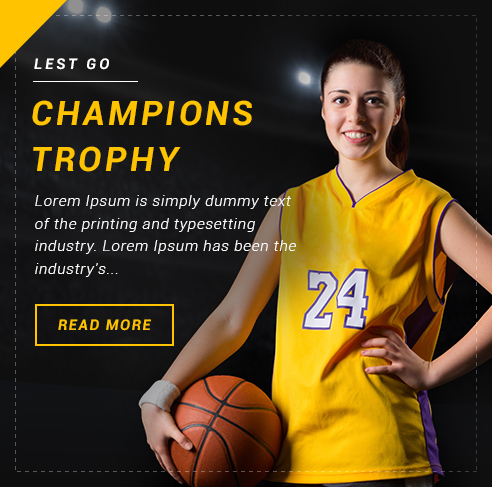 LEST GO
CHAMPIONS
TROPHY
Lorem Ipsum is simply dummy text
of the printing and typesetting
industry. Lorem Ipsum has been the
industry's...
READ MORE
24